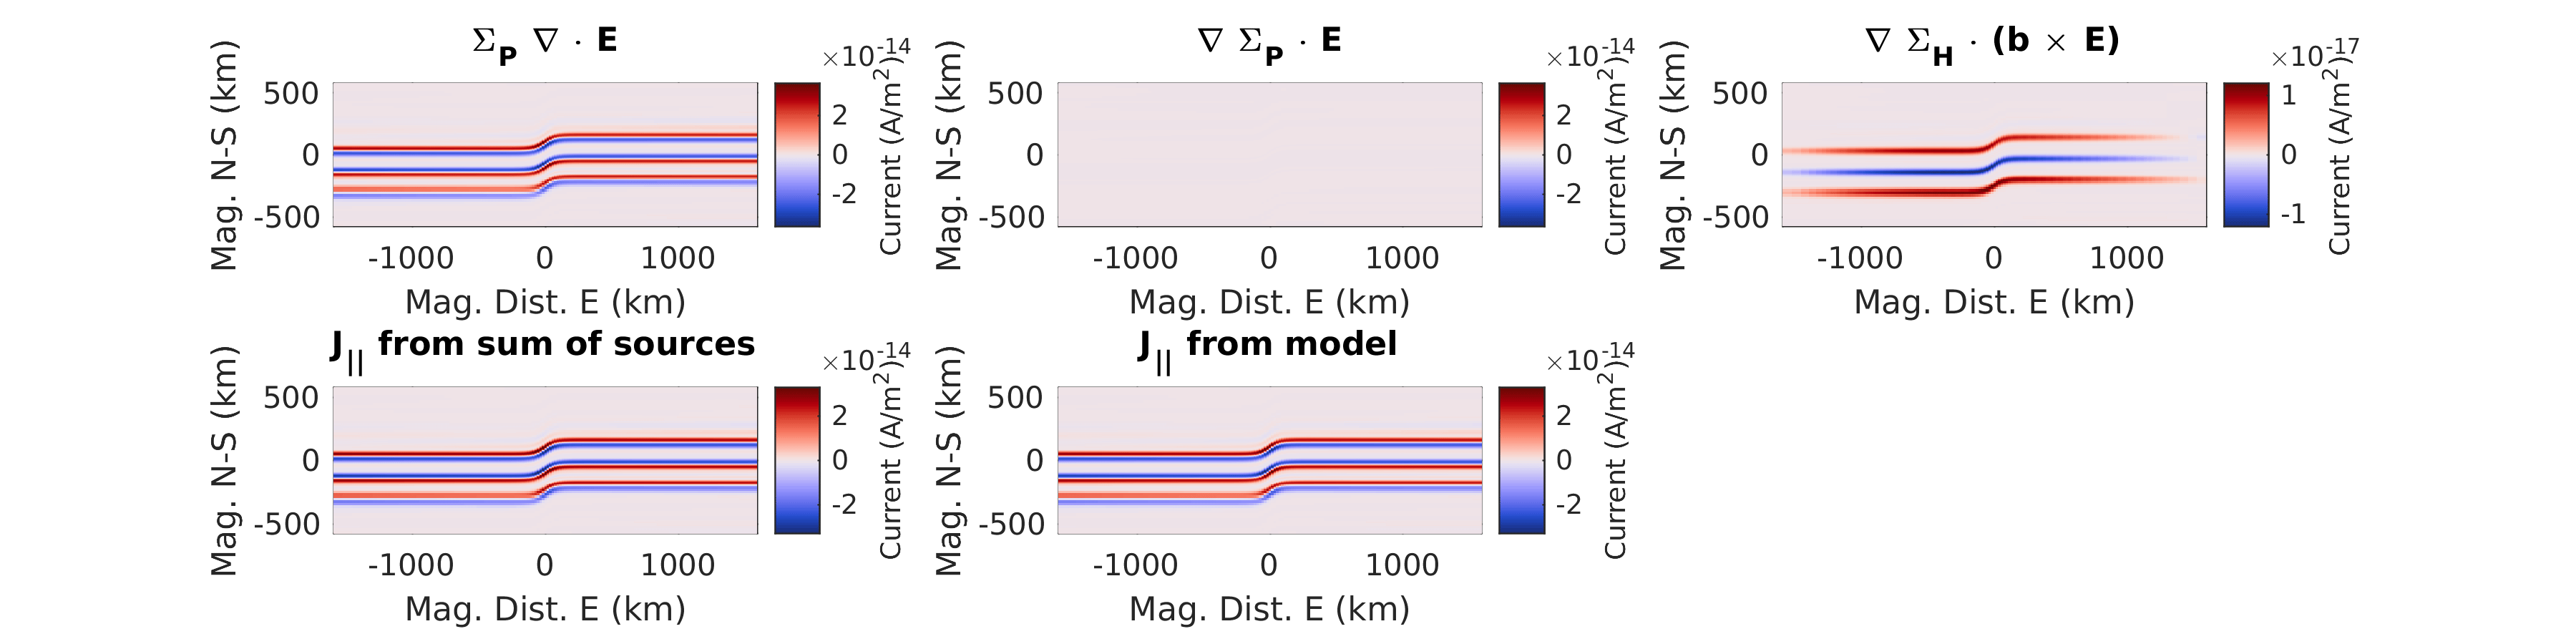 Σ_P ∇ · E
×10^-14
Mag. N-S (km)
500
0
-500
-1000 0 1000
Mag. Dist. E (km)
2
0
-2
Current (A/m^2)
∇ Σ_P · E
×10^-14
Mag. N-S (km)
500
0
-500
-1000 0 1000
Mag. Dist. E (km)
2
0
-2
Current (A/m^2)
∇ Σ_H · (b × E)
×10^-17
Mag. N-S (km)
500
0
-500
-1000 0 1000
Mag. Dist. E (km)
1
0
-1
Current (A/m^2)
J_|| from sum of sources
×10^-14
Mag. N-S (km)
500
0
-500
-1000 0 1000
Mag. Dist. E (km)
2
0
-2
Current (A/m^2)
J_|| from model
×10^-14
Mag. N-S (km)
500
0
-500
-1000 0 1000
Mag. Dist. E (km)
2
0
-2
Current (A/m^2)